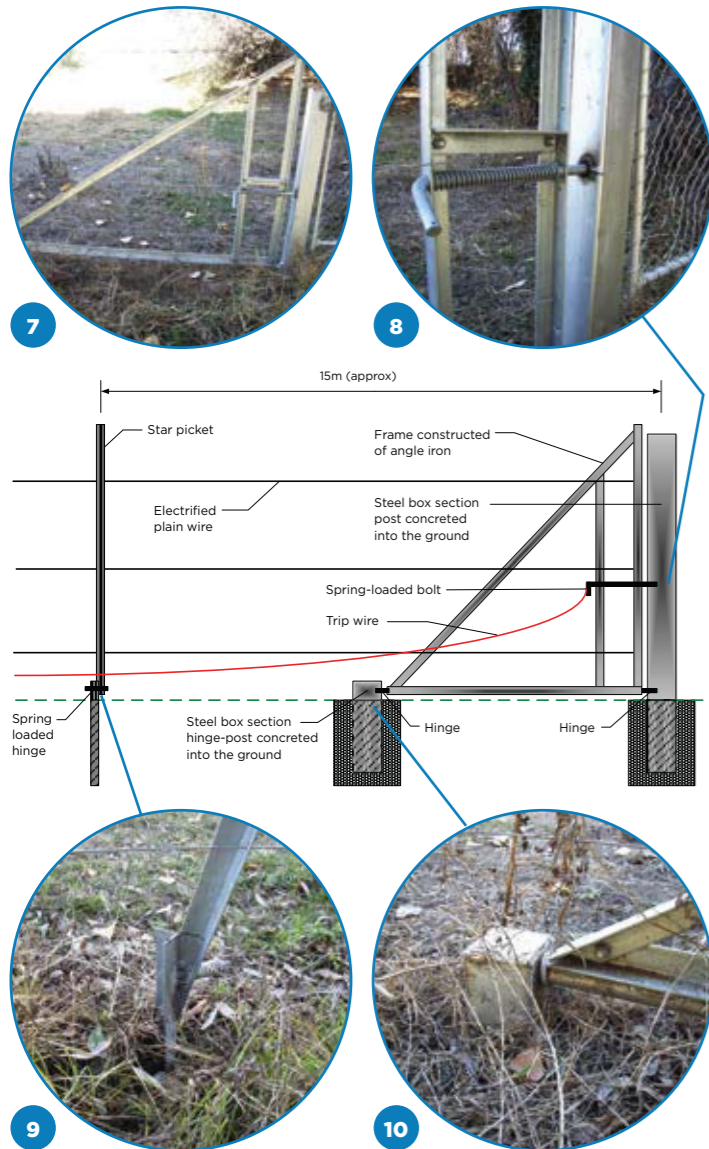 7
8
15m (approx)
Star picket
Frame constructed
of angle iron
Electrified
plain wire
Steel box section
post concreted
into the ground
Spring-loaded bolt
Trip wire
Spring
loaded
hinge
Steel box section
hinge-post concreted
into the ground
Hinge
Hinge
9
10